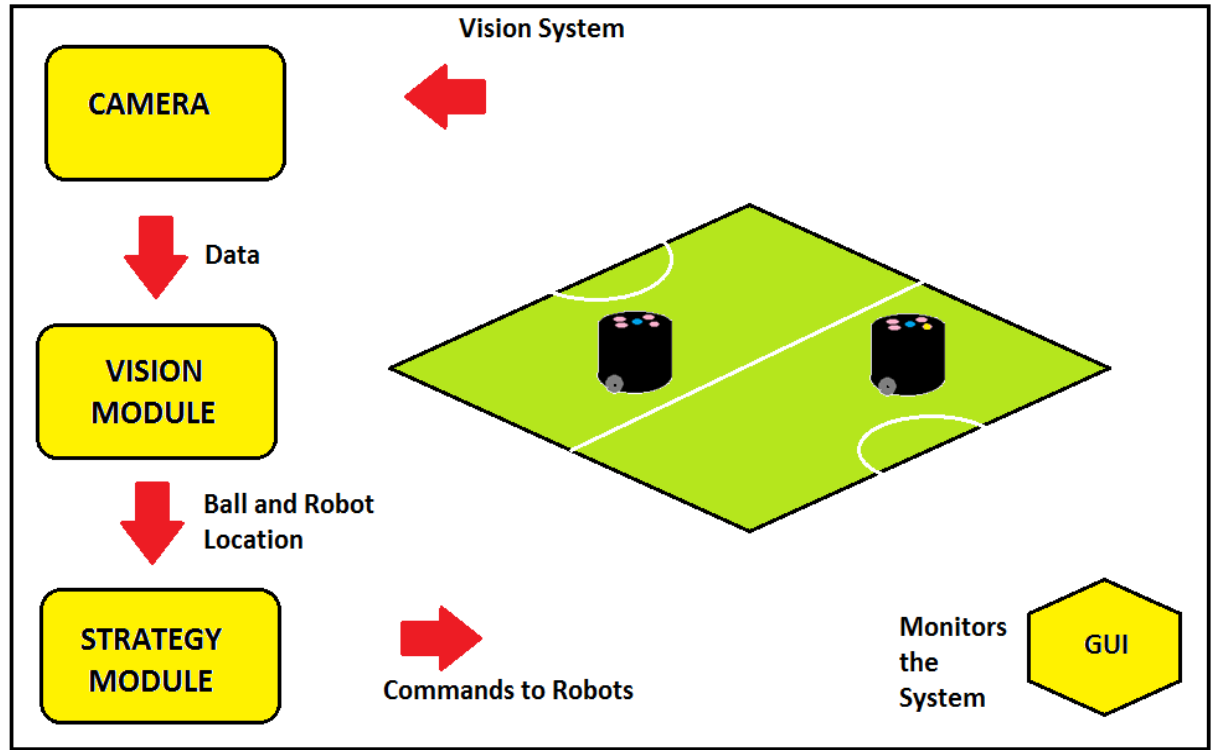 Vision System
CAMERA
Data
VISION
MODULE
Ball and Robot
Location
STRATEGY
MODULE
Commands to Robots
Monitors
the
System
GUI